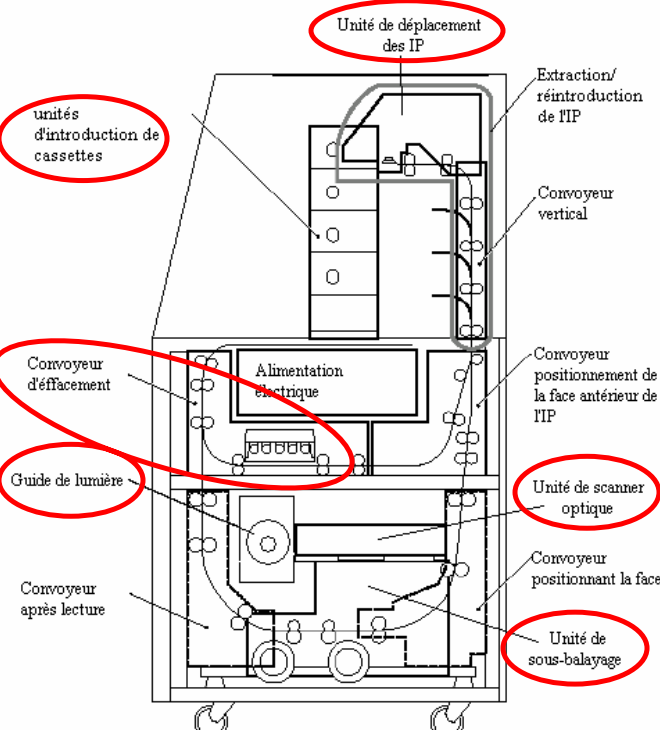 Unité de déplacement
des IP
Extraction/
réintroduction
de l'IP
unités
d'introduction de
cassettes
Convoyeur
vertical
Convoyeur
d'éffacement
Alimentation
électrique
Convoyeur
positionnement de
la face antérieur de
l'IP
Guide de lumière
Unité de scanner
optique
Convoyeur
après lecture
Convoyeur
positionnant la face
Unité de
sous-balayage